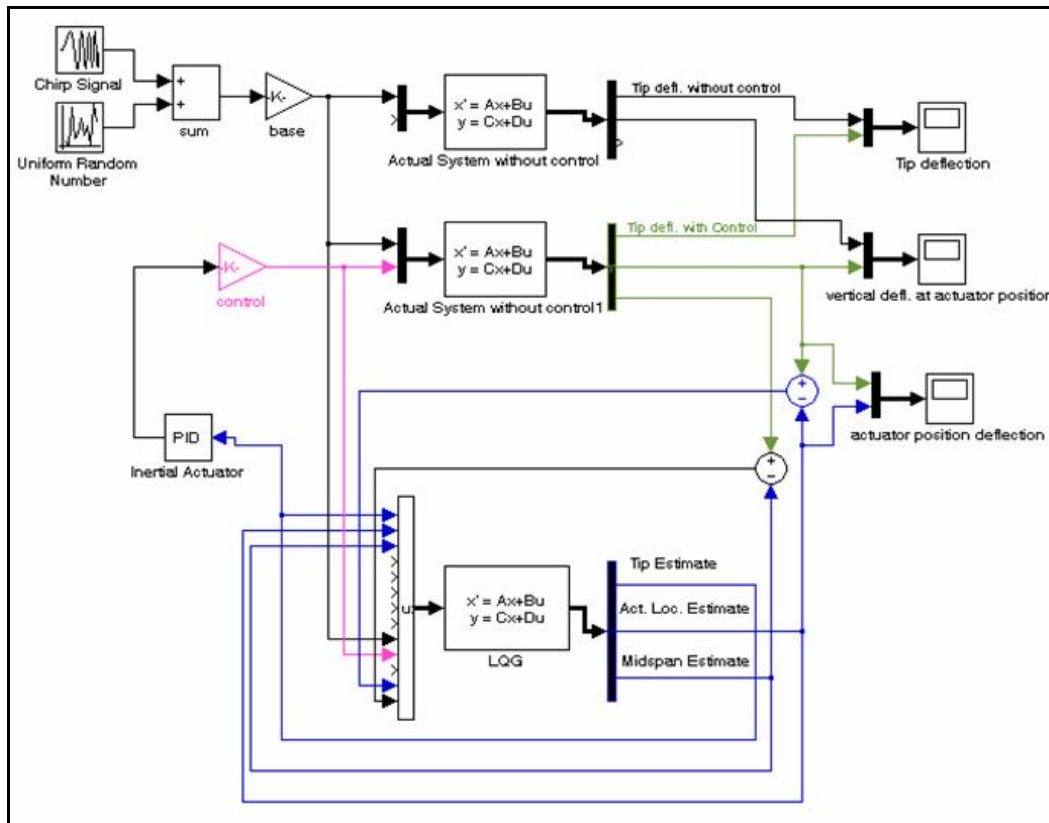 Chirp Signal
+
+
sum
-K-
base
Uniform Random
Number
x' = Ax+Bu
y = Cx+Du
Actual System without control
Tip defl. without control
Tip deflection
-K-
control
x' = Ax+Bu
y = Cx+Du
Actual System without control1
Tip defl. with Control
vertical defl. at actuator position
+
−
actuator position deflection
PID
Inertial Actuator
+
−
u
x' = Ax+Bu
y = Cx+Du
LQG
Tip Estimate
Act. Loc. Estimate
Midspan Estimate